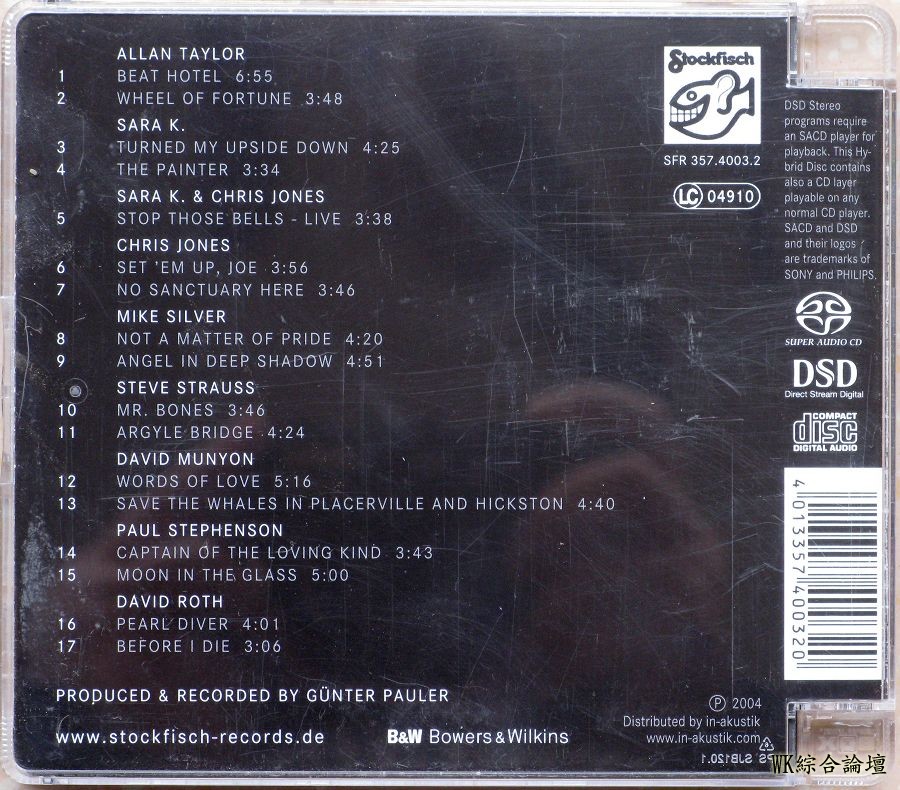 ALLAN TAYLOR
1 BEAT HOTEL 6:55
2 WHEEL OF FORTUNE 3:48
SARA K.
3 TURNED MY UPSIDE DOWN 4:25
4 THE PAINTER 3:34
SARA K. & CHRIS JONES
5 STOP THOSE BELLS - LIVE 3:38
CHRIS JONES
6 SET 'EM UP, JOE 3:56
7 NO SANCTUARY HERE 3:46
MIKE SILVER
8 NOT A MATTER OF PRIDE 4:20
9 ANGEL IN DEEP SHADOW 4:51
STEVE STRAUSS
10 MR. BONES 3:46
11 ARGYLE BRIDGE 4:24
DAVID MUNYON
12 WORDS OF LOVE 5:16
13 SAVE THE WHALES IN PLACERVILLE AND HICKSTON 4:40
PAUL STEPHENSON
14 CAPTAIN OF THE LOVING KIND 3:43
15 MOON IN THE GLASS 5:00
DAVID ROTH
16 PEARL DIVER 4:01
17 BEFORE I DIE 3:06
PRODUCED & RECORDED BY GÜNTER PAULER
www.stockfisch-records.de
B&W Bowers & Wilkins
Stockfisch
SFR 357.4003.2
LC 04910
DSD Stereo
programs require
an SACD player for
playback. This Hy-
brid Disc contains
also a CD layer
playable on any
normal CD player.
SACD and DSD
and their logos
are trademarks of
SONY and PHILIPS.
SUPER AUDIO CD
DSD
Direct Stream Digital
COMPACT
disc
DIGITAL AUDIO
4 013357 400320
℗ 2004
Distributed by in-akustik
www.in-akustik.com
PS SJB120.1
WK綜合論壇